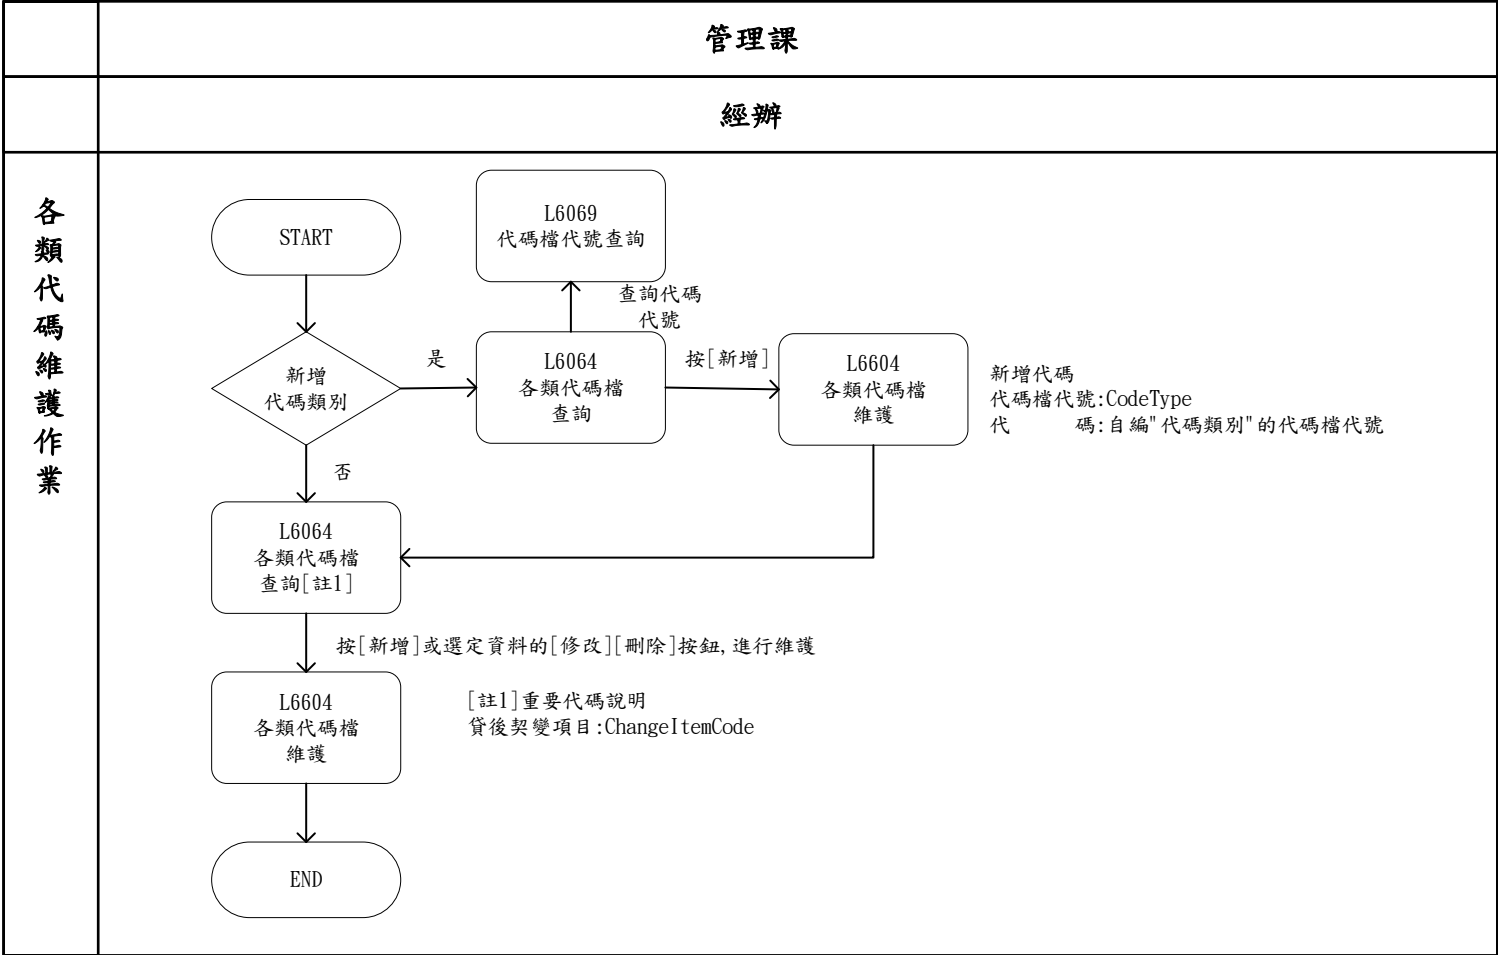 管理課
經辦
各類代碼維護作業
START
L6069
代碼檔代號查詢
查詢代碼
代號
新增
代碼類別
是
L6064
各類代碼檔
查詢
按[新增]
L6604
各類代碼檔
維護
新增代碼
代碼檔代號:CodeType
代　　　碼:自編"代碼類別"的代碼檔代號
否
L6064
各類代碼檔
查詢[註1]
按[新增]或選定資料的[修改][刪除]按鈕,進行維護
L6604
各類代碼檔
維護
[註1]重要代碼說明
貸後契變項目:ChangeItemCode
END